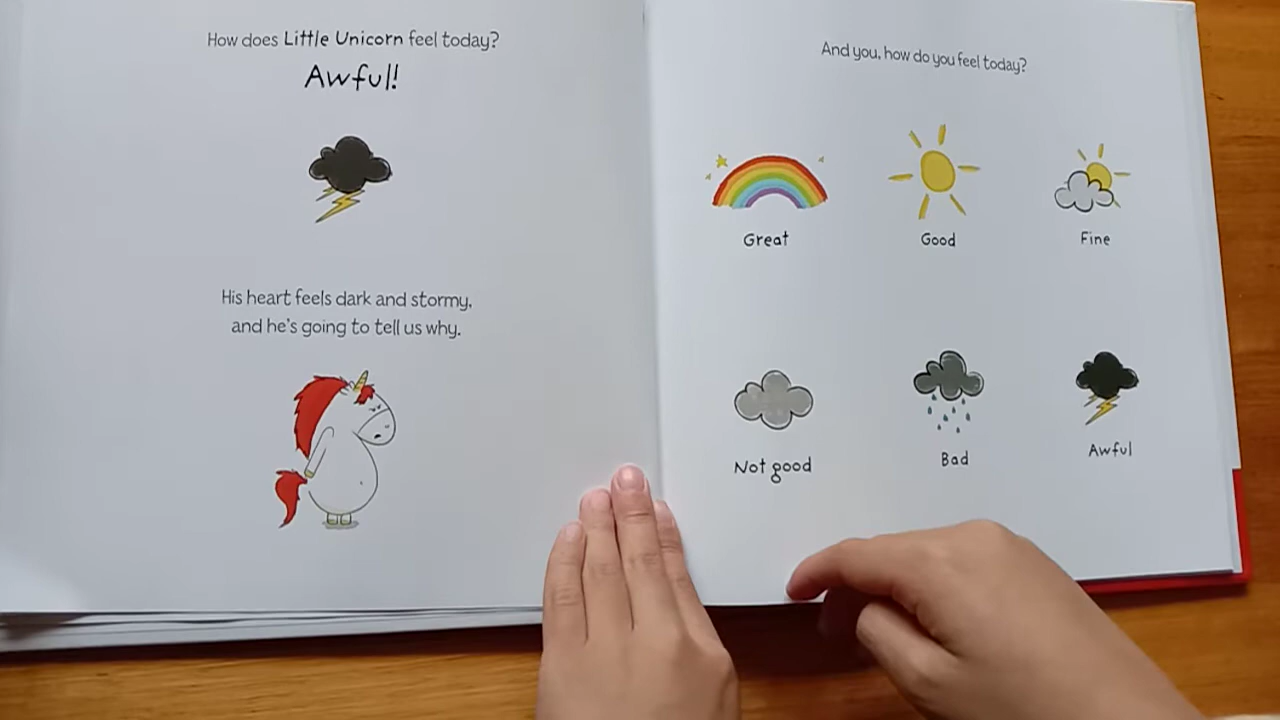 How does Little Unicorn feel today?
Awful!
His heart feels dark and stormy,
and he's going to tell us why.
And you, how do you feel today?
Great
Good
Fine
Not good
Bad
Awful